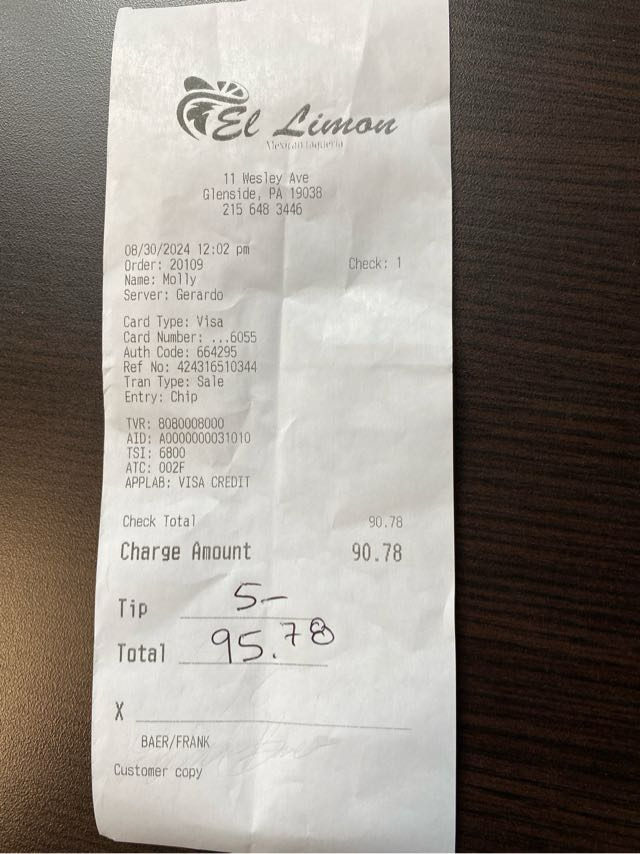 El Limon
Mexican Taqueria
11 Wesley Ave
Glenside, PA 19038
215 648 3446
08/30/2024 12:02 pm
Order: 20109
Check: 1
Name: Molly
Server: Gerardo
Card Type: Visa
Card Number: ...6055
Auth Code: 664295
Ref No: 424316510344
Tran Type: Sale
Entry: Chip
TVR: 8080008000
AID: A0000000031010
TSI: 6800
ATC: 002F
APPLAB: VISA CREDIT
Check Total 90.78
Charge Amount 90.78
Tip 5—
Total 95.78
X
BAER/FRANK
Customer copy